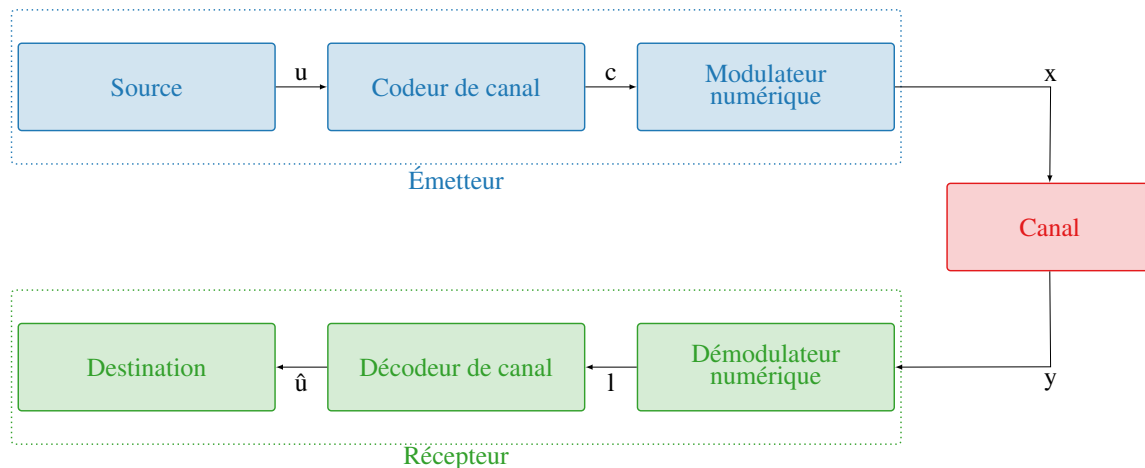 Source
u
Codeur de canal
c
Modulateur
numérique
x
Émetteur
Canal
Destination
û
Décodeur de canal
l
Démodulateur
numérique
y
Récepteur